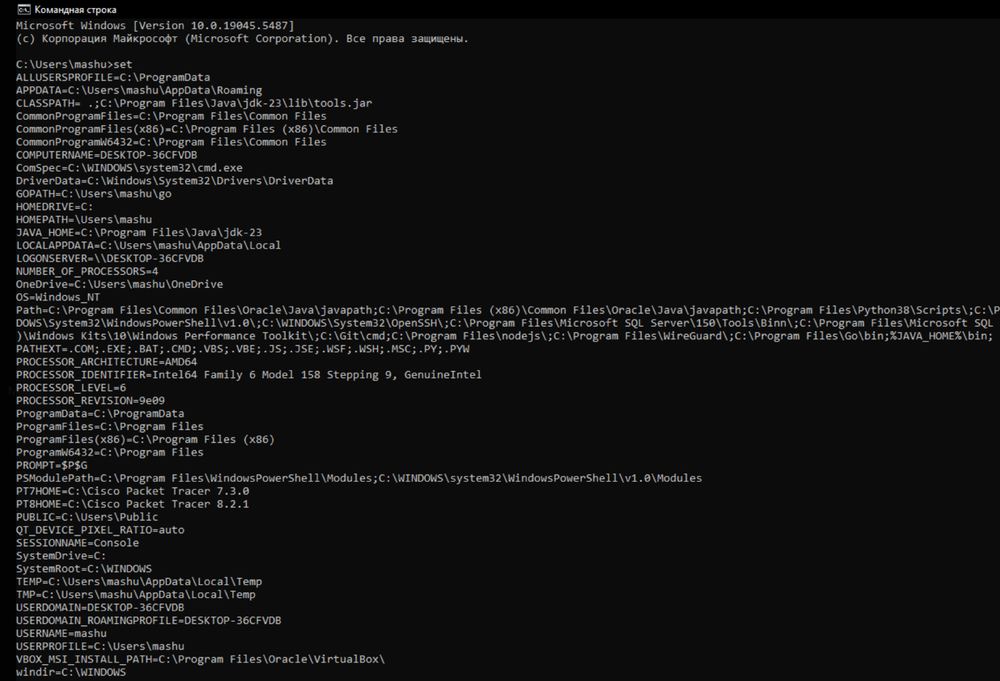 Командная строка
Microsoft Windows [Version 10.0.19045.5487]
(c) Корпорация Майкрософт (Microsoft Corporation). Все права защищены.
C:\Users\mashu>set
ALLUSERSPROFILE=C:\ProgramData
APPDATA=C:\Users\mashu\AppData\Roaming
CLASSPATH= .;C:\Program Files\Java\jdk-23\lib\tools.jar
CommonProgramFiles=C:\Program Files\Common Files
CommonProgramFiles(x86)=C:\Program Files (x86)\Common Files
CommonProgramW6432=C:\Program Files\Common Files
COMPUTERNAME=DESKTOP-36CFVDB
ComSpec=C:\WINDOWS\system32\cmd.exe
DriverData=C:\Windows\System32\Drivers\DriverData
GOPATH=C:\Users\mashu\go
HOMEDRIVE=C:
HOMEPATH=\Users\mashu
JAVA_HOME=C:\Program Files\Java\jdk-23
LOCALAPPDATA=C:\Users\mashu\AppData\Local
LOGONSERVER=\\DESKTOP-36CFVDB
NUMBER_OF_PROCESSORS=4
OneDrive=C:\Users\mashu\OneDrive
OS=Windows_NT
Path=C:\Program Files\Common Files\Oracle\Java\javapath;C:\Program Files (x86)\Common Files\Oracle\Java\javapath;C:\Program Files\Python38\Scripts\;C:\P
DOWS\System32\WindowsPowerShell\v1.0\;C:\WINDOWS\System32\OpenSSH\;C:\Program Files\Microsoft SQL Server\150\Tools\Binn\;C:\Program Files\Microsoft SQL
)\Windows Kits\10\Windows Performance Toolkit\;C:\Git\cmd;C:\Program Files\nodejs\;C:\Program Files\WireGuard\;C:\Program Files\Go\bin;%JAVA_HOME%\bin;
PATHEXT=.COM;.EXE;.BAT;.CMD;.VBS;.VBE;.JS;.JSE;.WSF;.WSH;.MSC;.PY;.PYW
PROCESSOR_ARCHITECTURE=AMD64
PROCESSOR_IDENTIFIER=Intel64 Family 6 Model 158 Stepping 9, GenuineIntel
PROCESSOR_LEVEL=6
PROCESSOR_REVISION=9e09
ProgramData=C:\ProgramData
ProgramFiles=C:\Program Files
ProgramFiles(x86)=C:\Program Files (x86)
ProgramW6432=C:\Program Files
PROMPT=$P$G
PSModulePath=C:\Program Files\WindowsPowerShell\Modules;C:\WINDOWS\system32\WindowsPowerShell\v1.0\Modules
PT7HOME=C:\Cisco Packet Tracer 7.3.0
PT8HOME=C:\Cisco Packet Tracer 8.2.1
PUBLIC=C:\Users\Public
QT_DEVICE_PIXEL_RATIO=auto
SESSIONNAME=Console
SystemDrive=C:
SystemRoot=C:\WINDOWS
TEMP=C:\Users\mashu\AppData\Local\Temp
TMP=C:\Users\mashu\AppData\Local\Temp
USERDOMAIN=DESKTOP-36CFVDB
USERDOMAIN_ROAMINGPROFILE=DESKTOP-36CFVDB
USERNAME=mashu
USERPROFILE=C:\Users\mashu
VBOX_MSI_INSTALL_PATH=C:\Program Files\Oracle\VirtualBox\
windir=C:\WINDOWS